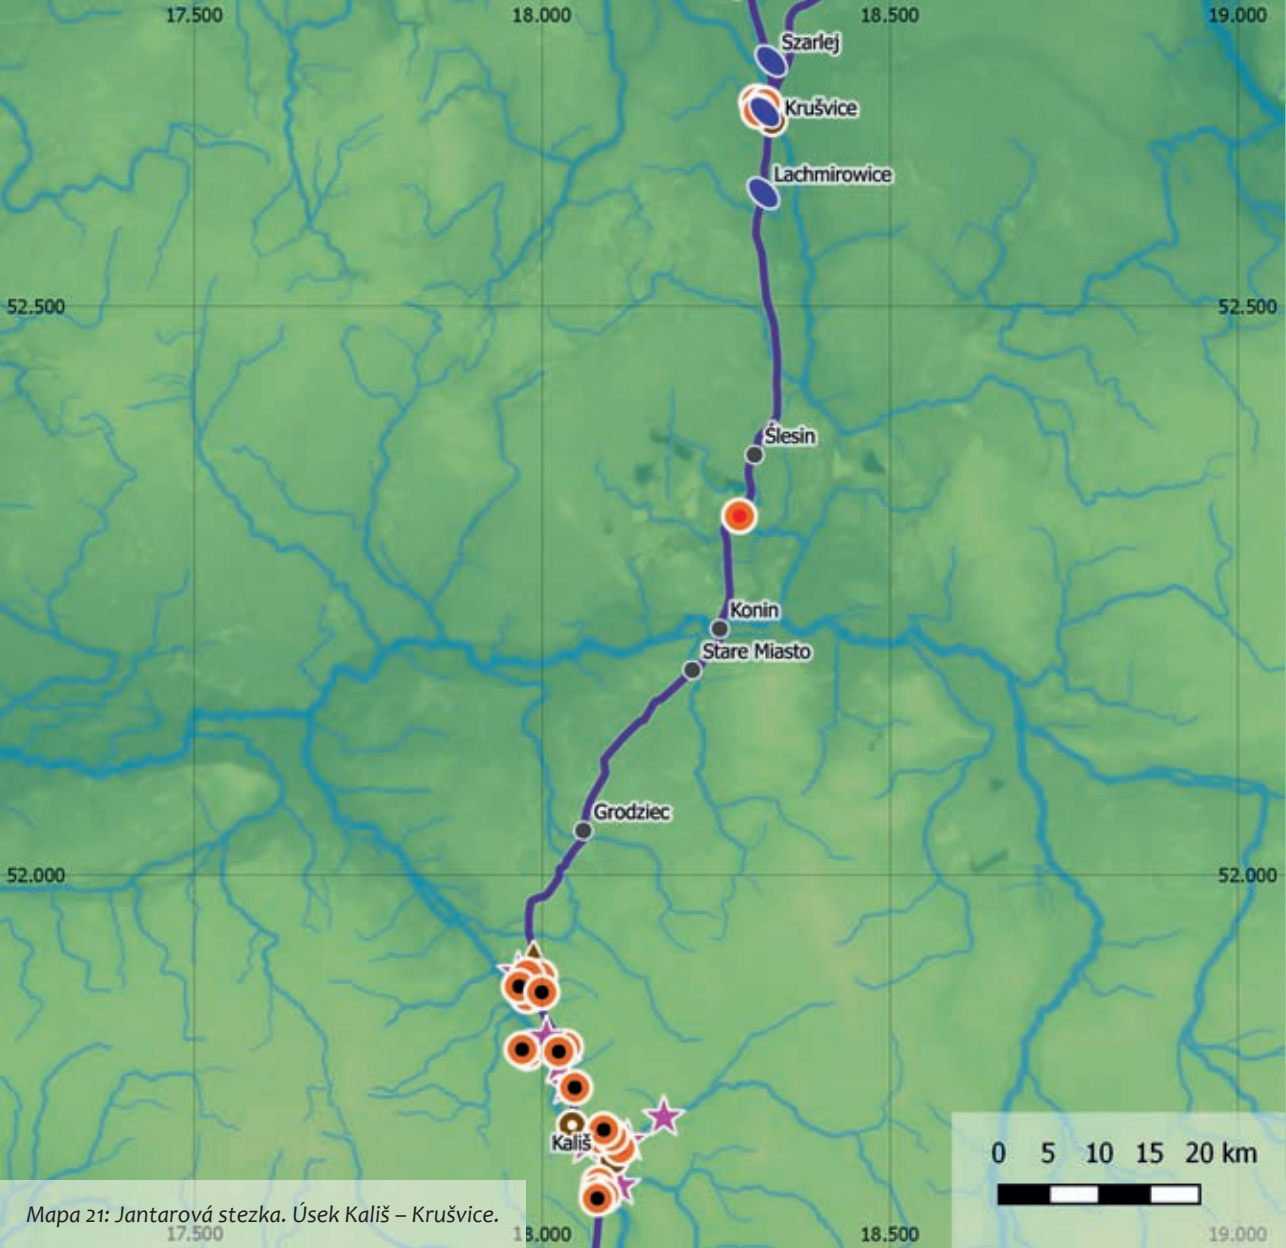 17.500 18.000 18.500 19.000
Szarlej
Krušvice
Lachmirowice
52.500 52.500
Ślesin
Konin
Stare Miasto
Grodziec
52.000 52.000
Kališ
0 5 10 15 20 km
Mapa 21: Jantarová stezka. Úsek Kališ – Krušvice.
17.500 18.000 18.500 19.000